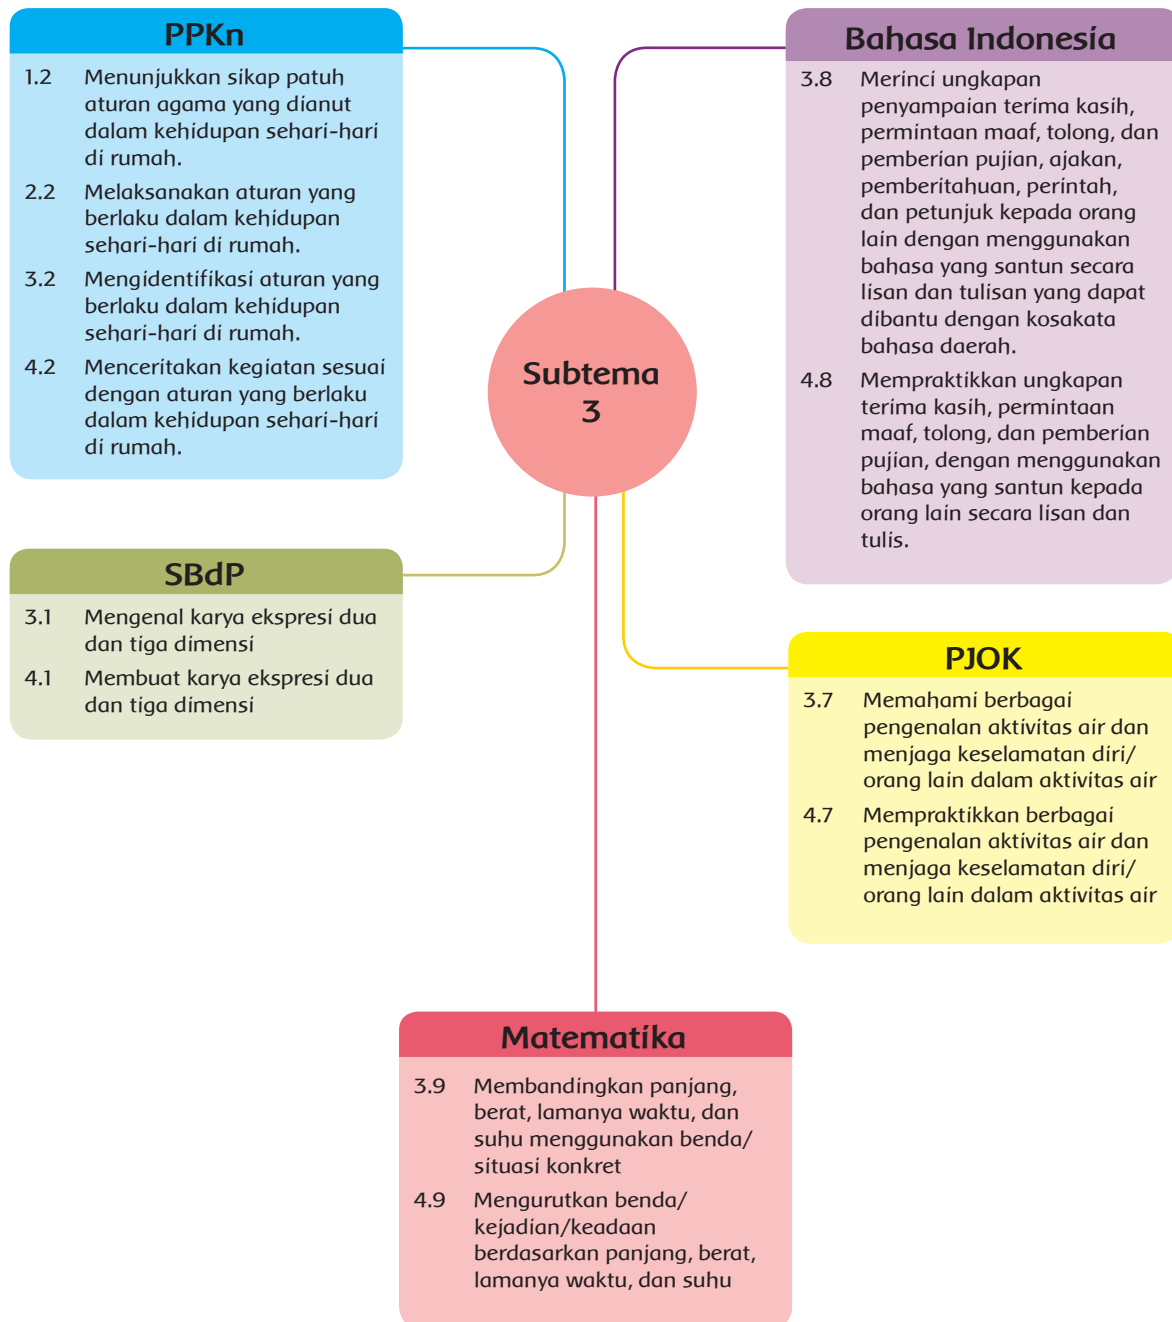 PPKn
1.2 Menunjukkan sikap patuh
aturan agama yang dianut
dalam kehidupan sehari-hari
di rumah.
2.2 Melaksanakan aturan yang
berlaku dalam kehidupan
sehari-hari di rumah.
3.2 Mengidentifikasi aturan yang
berlaku dalam kehidupan
sehari-hari di rumah.
4.2 Menceritakan kegiatan sesuai
dengan aturan yang berlaku
dalam kehidupan sehari-hari
di rumah.
Bahasa Indonesia
3.8 Merinci ungkapan
penyampaian terima kasih,
permintaan maaf, tolong, dan
pemberian pujian, ajakan,
pemberitahuan, perintah,
dan petunjuk kepada orang
lain dengan menggunakan
bahasa yang santun secara
lisan dan tulisan yang dapat
dibantu dengan kosakata
bahasa daerah.
4.8 Mempraktikkan ungkapan
terima kasih, permintaan
maaf, tolong, dan pemberian
pujian, dengan menggunakan
bahasa yang santun kepada
orang lain secara lisan dan
tulis.
Subtema
3
SBdP
3.1 Mengenal karya ekspresi dua
dan tiga dimensi
4.1 Membuat karya ekspresi dua
dan tiga dimensi
PJOK
3.7 Memahami berbagai
pengenalan aktivitas air dan
menjaga keselamatan diri/
orang lain dalam aktivitas air
4.7 Mempraktikkan berbagai
pengenalan aktivitas air dan
menjaga keselamatan diri/
orang lain dalam aktivitas air
Matematika
3.9 Membandingkan panjang,
berat, lamanya waktu, dan
suhu menggunakan benda/
situasi konkret
4.9 Mengurutkan benda/
kejadian/keadaan
berdasarkan panjang, berat,
lamanya waktu, dan suhu